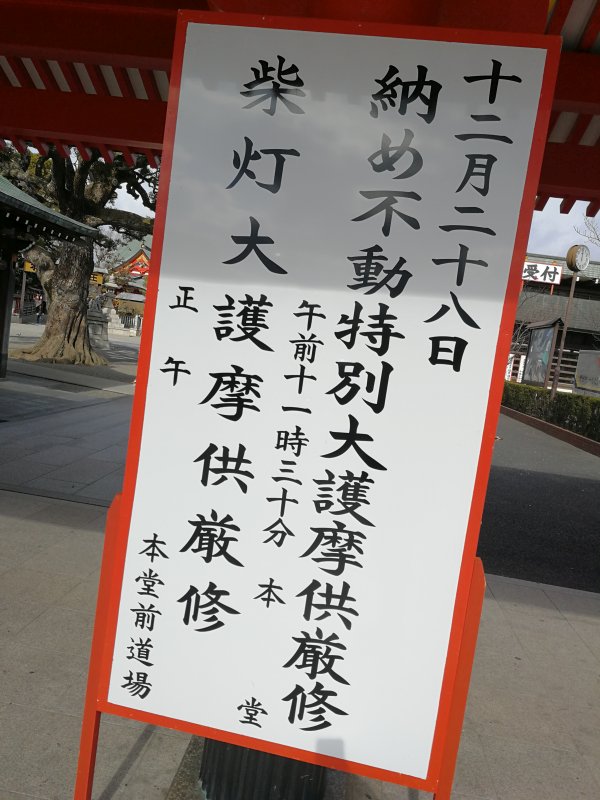 十二月二十八日
納め不動特別大護摩供厳修
午前十一時三十分 本堂
柴灯大護摩供厳修
正午 本堂前道場
受付